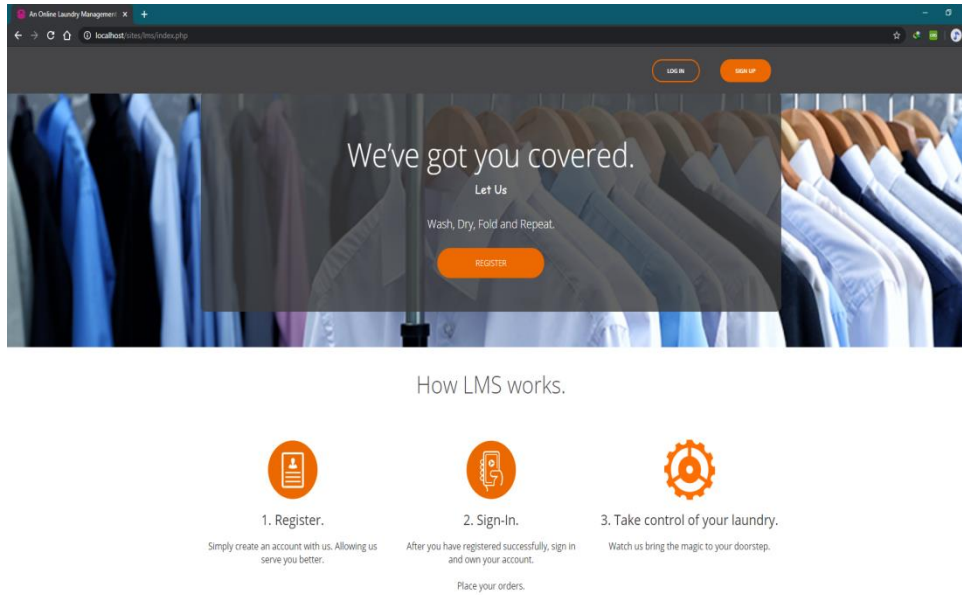 An Online Laundry Management
localhost/sites/lms/index.php
LOG IN
SIGN UP
We've got you covered.
Let Us
Wash, Dry, Fold and Repeat.
REGISTER
How LMS works.
1. Register.
Simply create an account with us. Allowing us
serve you better.
2. Sign-In.
After you have registered successfully, sign in
and own your account.
Place your orders.
3. Take control of your laundry.
Watch us bring the magic to your doorstep.